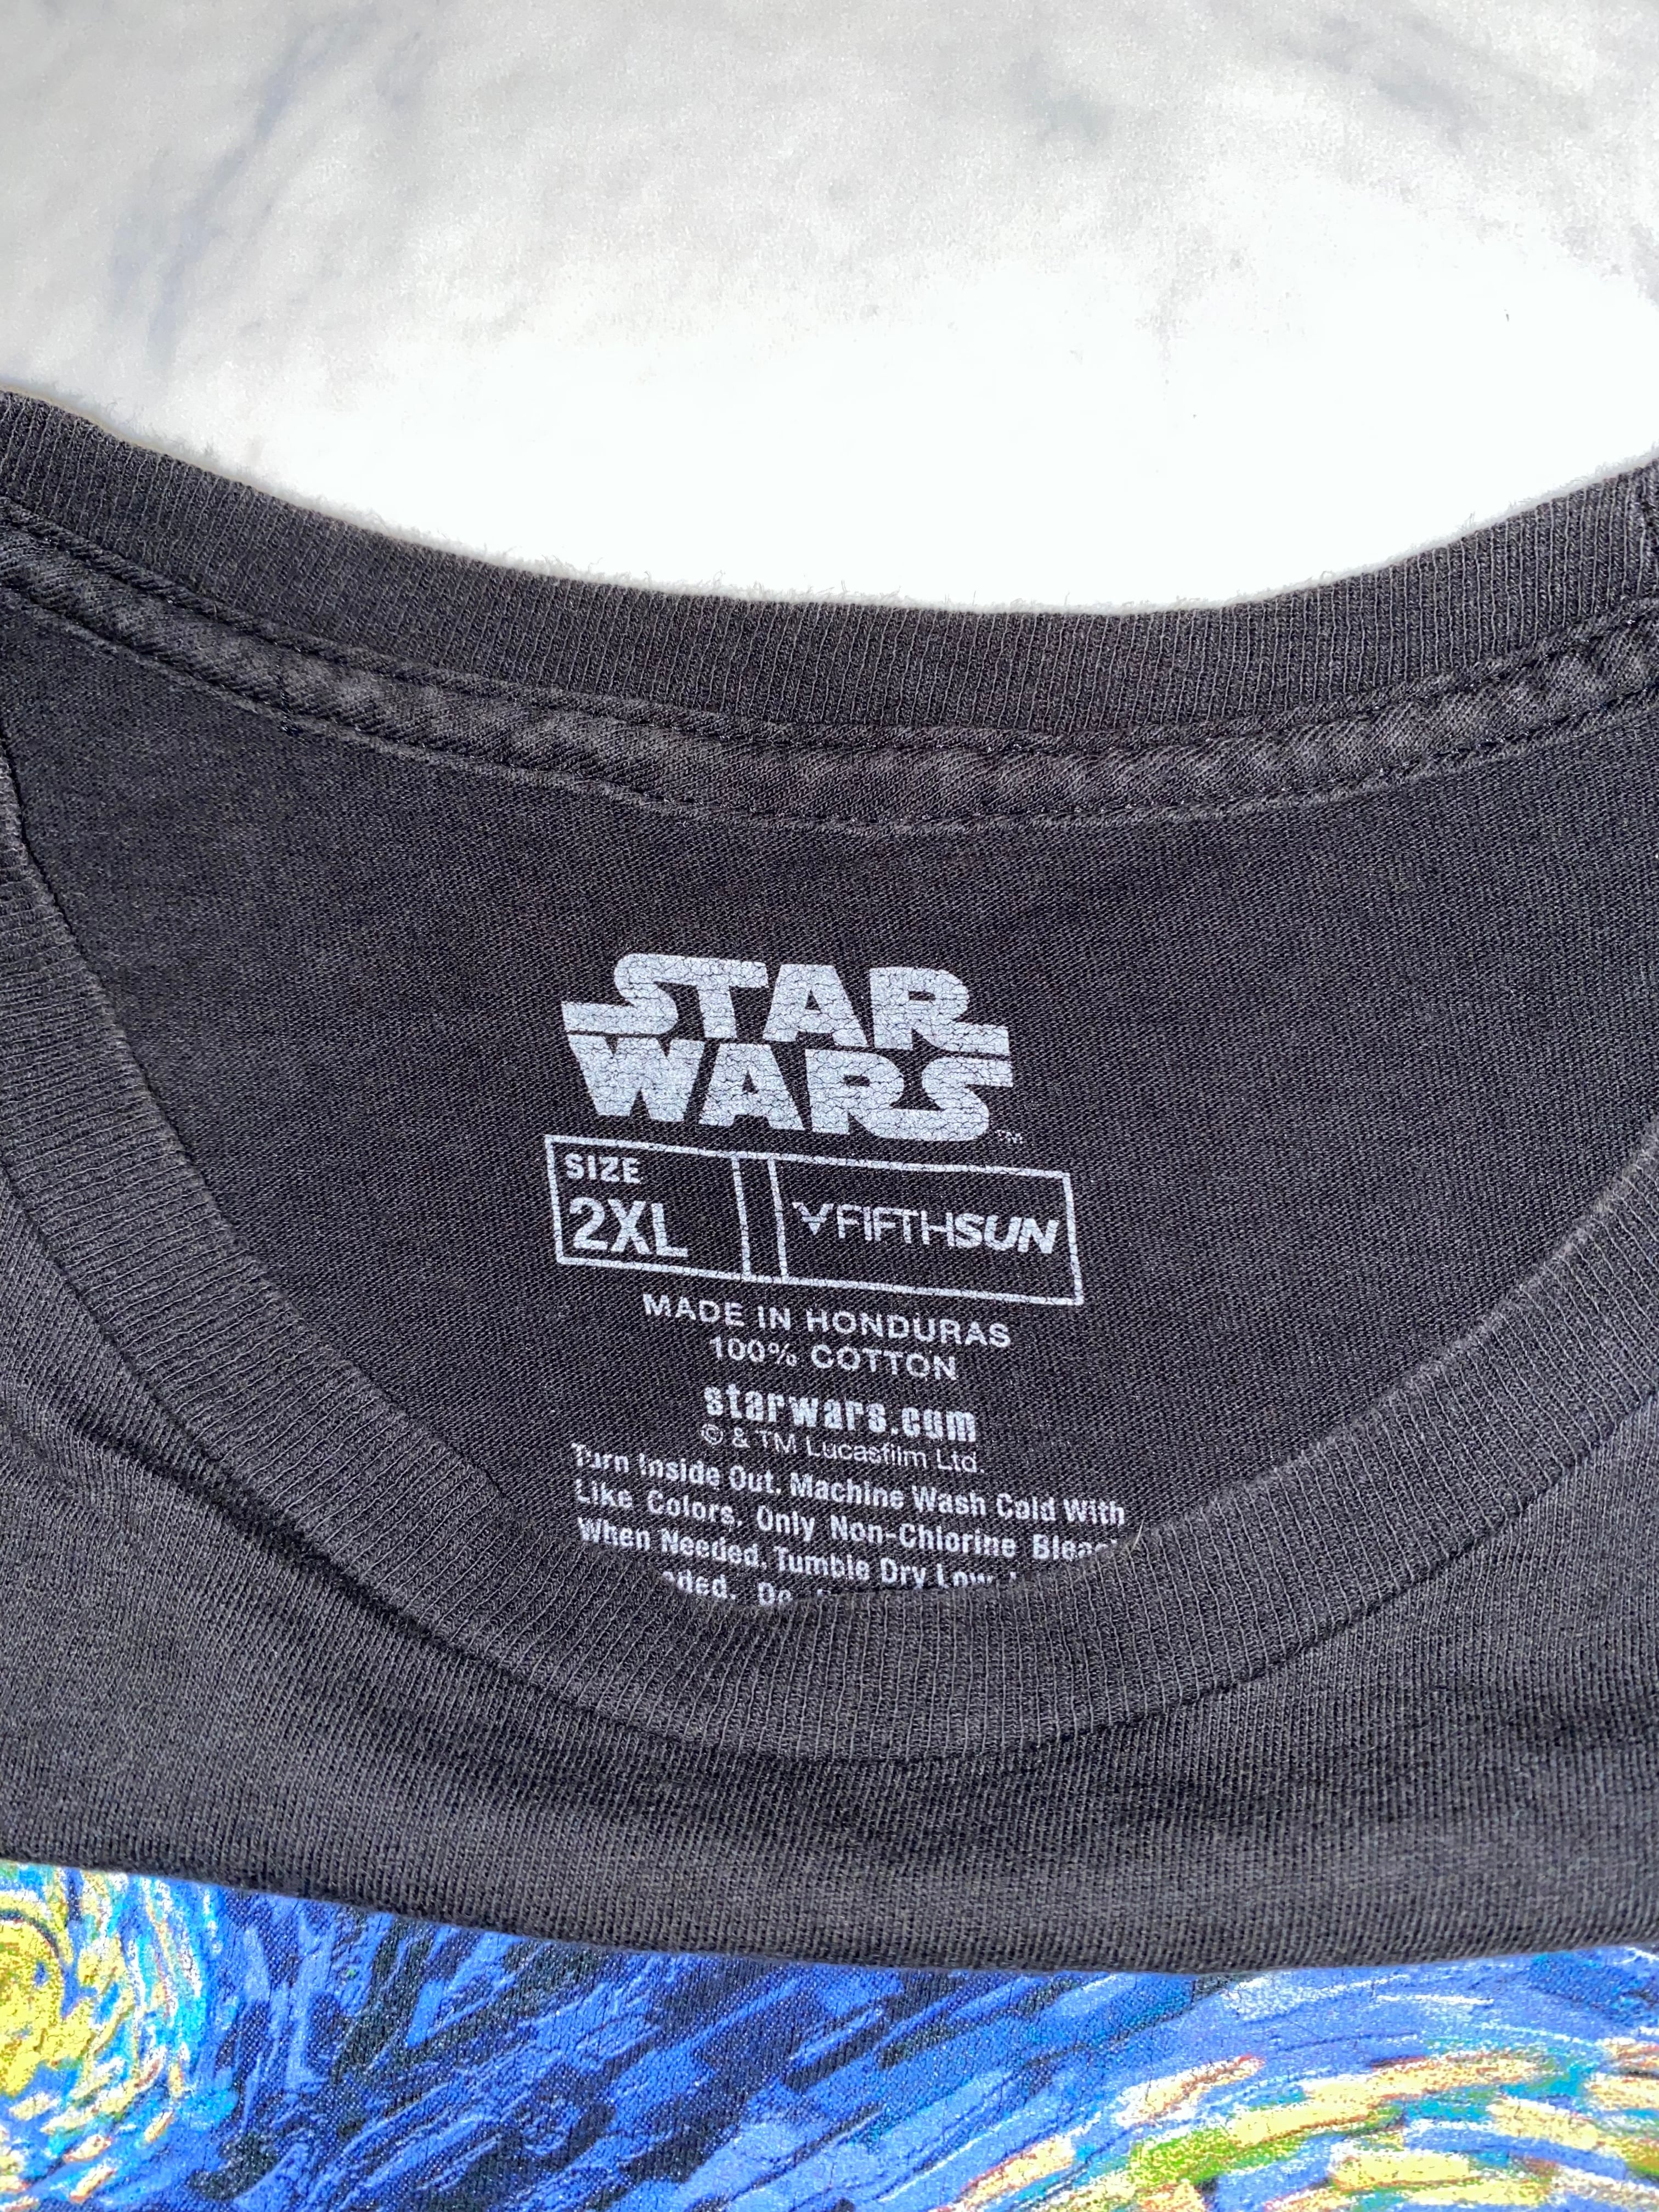 STAR
WARS™
SIZE
2XL
FIFTHSUN
MADE IN HONDURAS
100% COTTON
starwars.com
© & TM Lucasfilm Ltd.
Turn Inside Out. Machine Wash Cold With
Like Colors. Only Non-Chlorine
When Needed. Tumble Dry Low